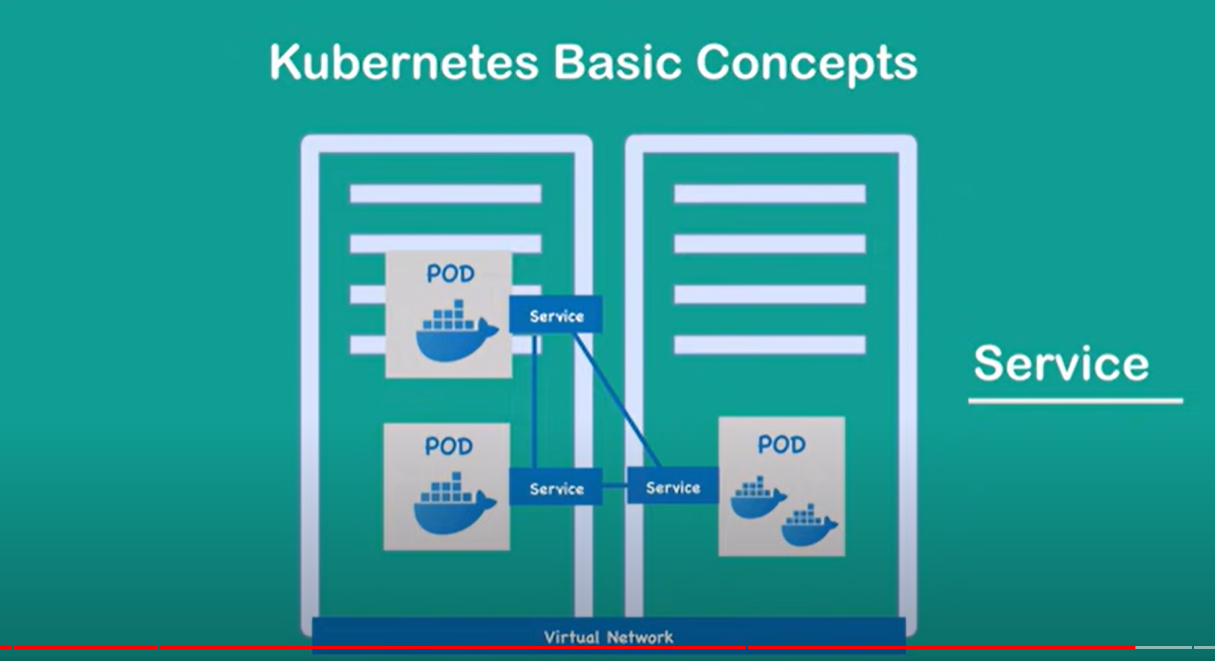 Kubernetes Basic Concepts
POD
Service
POD
Service
Service
POD
Service
Virtual Network